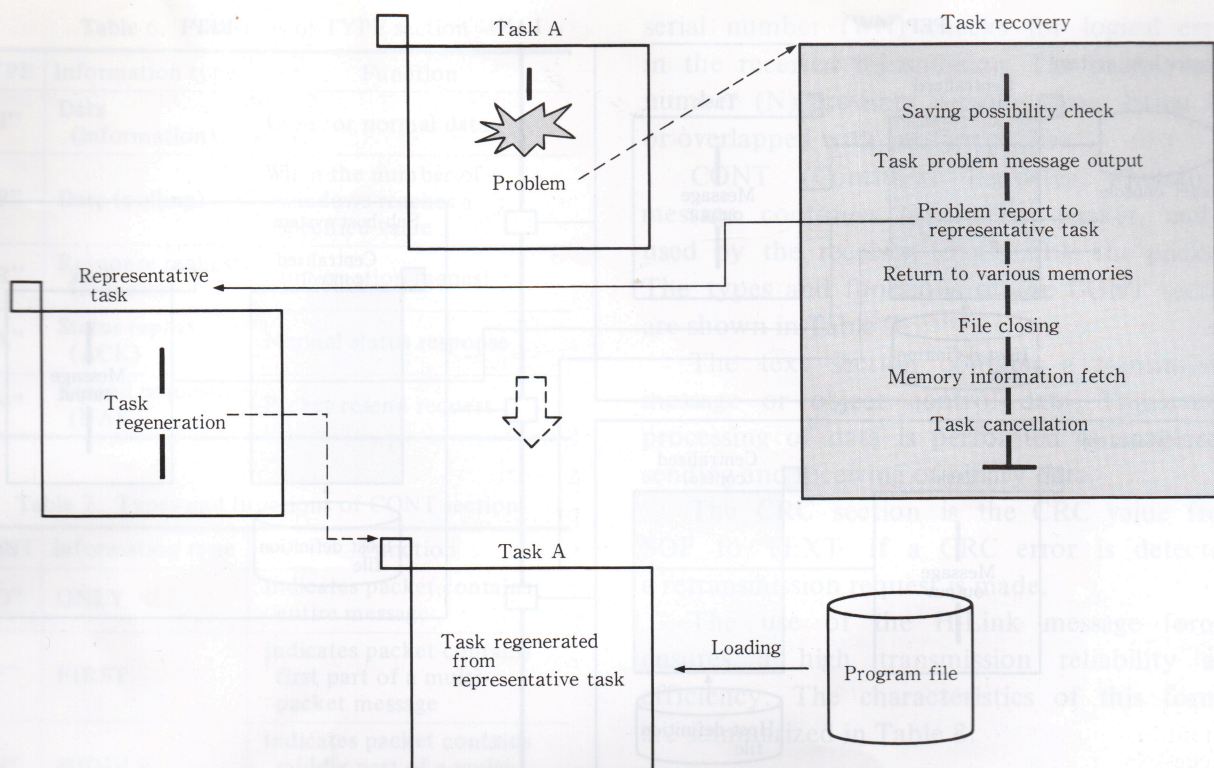 Task A
Problem
Task recovery
Saving possibility check
Task problem message output
Problem report to
representative task
Return to various memories
File closing
Memory information fetch
Task cancellation
Representative
task
Task
regeneration
Task A
Task regenerated
from
representative task
Loading
Program file